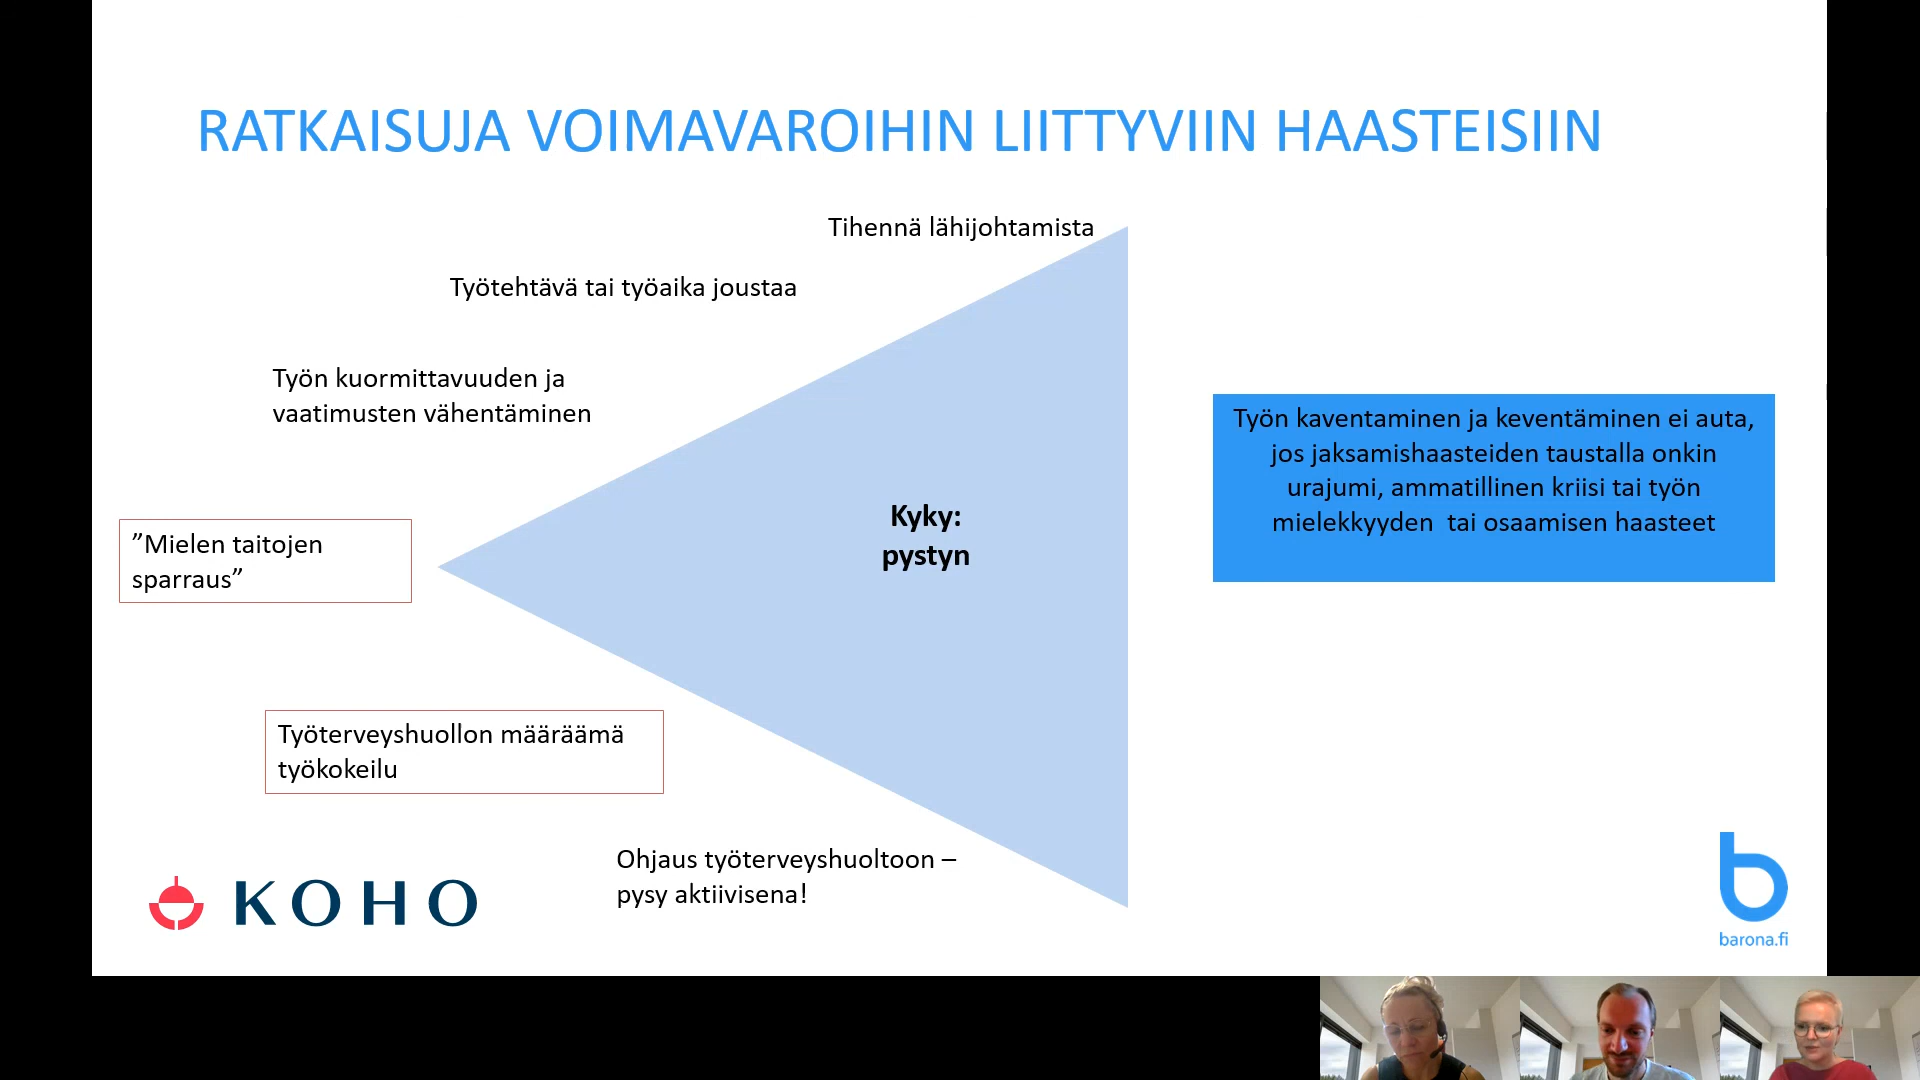 RATKAISUJA VOIMAVAROIHIN LIITTYVIIN HAASTEISIIN
Tihennä lähijohtamista
Työtehtävä tai työaika joustaa
Työn kuormittavuuden ja
vaatimusten vähentäminen
”Mielen taitojen
sparraus”
Kyky:
pystyn
Työn kaventaminen ja keventäminen ei auta,
jos jaksamishaasteiden taustalla onkin
urajumi, ammatillinen kriisi tai työn
mielekkyyden tai osaamisen haasteet
Työterveyshuollon määräämä
työkokeilu
Ohjaus työterveyshuoltoon –
pysy aktiivisena!
KOHO
b
barona.fi